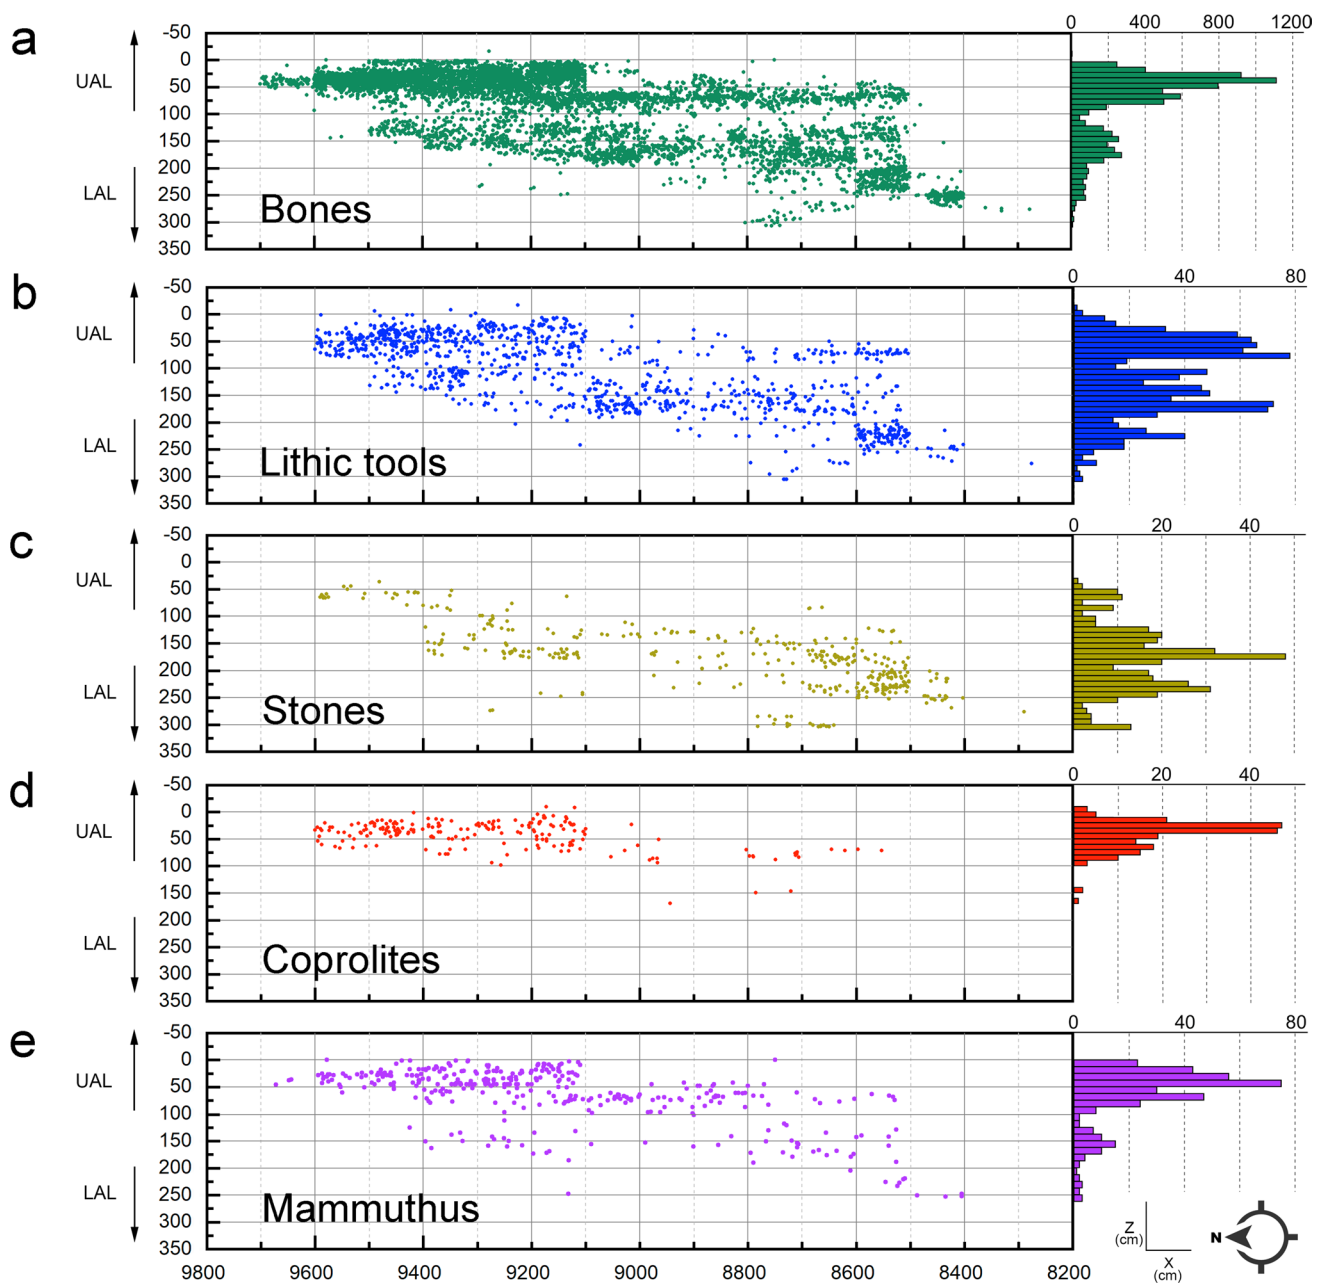 a
-50
0
50
100
150
200
250
300
350
UAL
LAL
Bones
0 400 800 1200
b
-50
0
50
100
150
200
250
300
350
UAL
LAL
Lithic tools
0 40 80
c
-50
0
50
100
150
200
250
300
350
UAL
LAL
Stones
0 20 40
d
-50
0
50
100
150
200
250
300
350
UAL
LAL
Coprolites
0 20 40
e
-50
0
50
100
150
200
250
300
350
UAL
LAL
Mammuthus
0 40 80
9800 9600 9400 9200 9000 8800 8600 8400 8200
Z
(cm)
X
(cm)
N